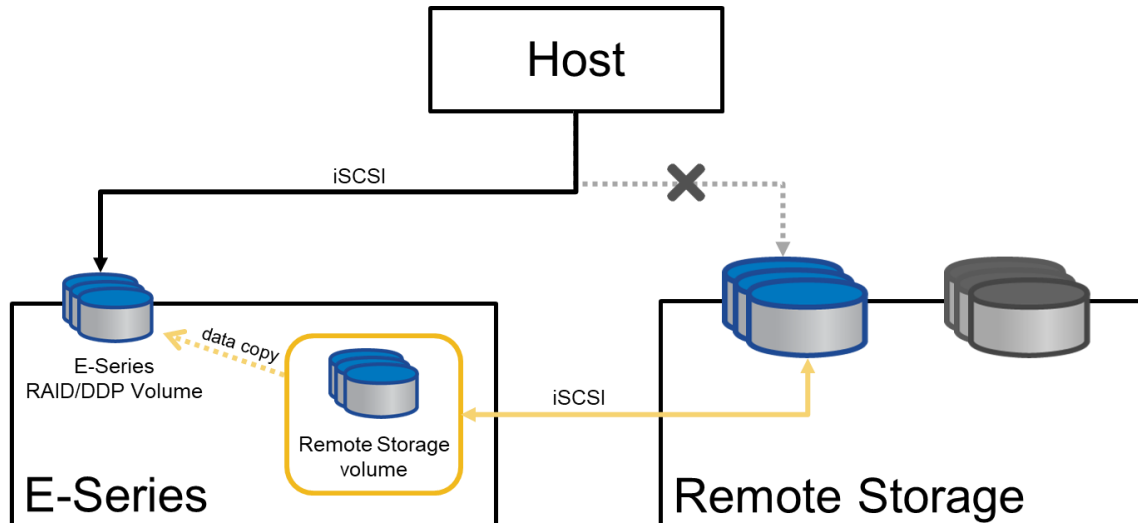 Host
iSCSI
data copy
E-Series
RAID/DDP Volume
iSCSI
Remote Storage
volume
E-Series
Remote Storage